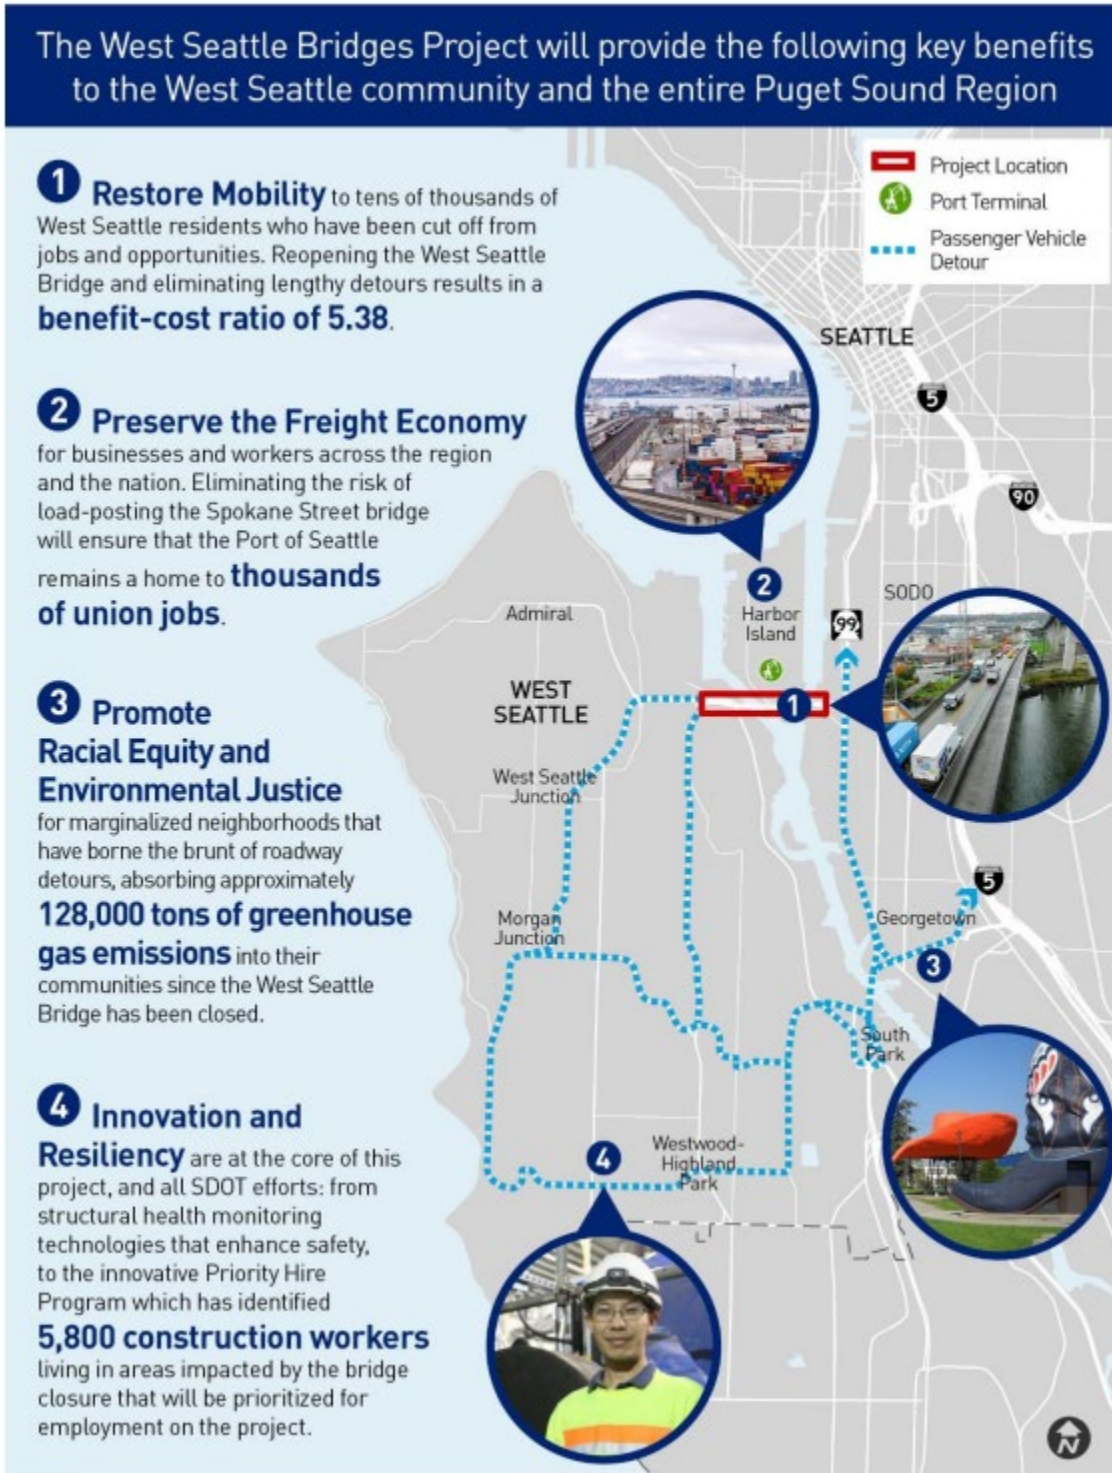 The West Seattle Bridges Project will provide the following key benefits
to the West Seattle community and the entire Puget Sound Region
1 Restore Mobility to tens of thousands of
West Seattle residents who have been cut off from
jobs and opportunities. Reopening the West Seattle
Bridge and eliminating lengthy detours results in a
benefit-cost ratio of 5.38.
2 Preserve the Freight Economy
for businesses and workers across the region
and the nation. Eliminating the risk of
load-posting the Spokane Street bridge
will ensure that the Port of Seattle
remains a home to thousands
of union jobs.
3 Promote
Racial Equity and
Environmental Justice
for marginalized neighborhoods that
have borne the brunt of roadway
detours, absorbing approximately
128,000 tons of greenhouse
gas emissions into their
communities since the West Seattle
Bridge has been closed.
4 Innovation and
Resiliency are at the core of this
project, and all SDOT efforts: from
structural health monitoring
technologies that enhance safety,
to the innovative Priority Hire
Program which has identified
5,800 construction workers
living in areas impacted by the bridge
closure that will be prioritized for
employment on the project.
Project Location
Port Terminal
Passenger Vehicle
Detour
SEATTLE
5
90
SODO
2
Harbor
Island
99
Admiral
WEST
SEATTLE
1
West Seattle
Junction
5
Morgan
Junction
Georgetown
3
South
Park
Westwood-
Highland
Park
4
N